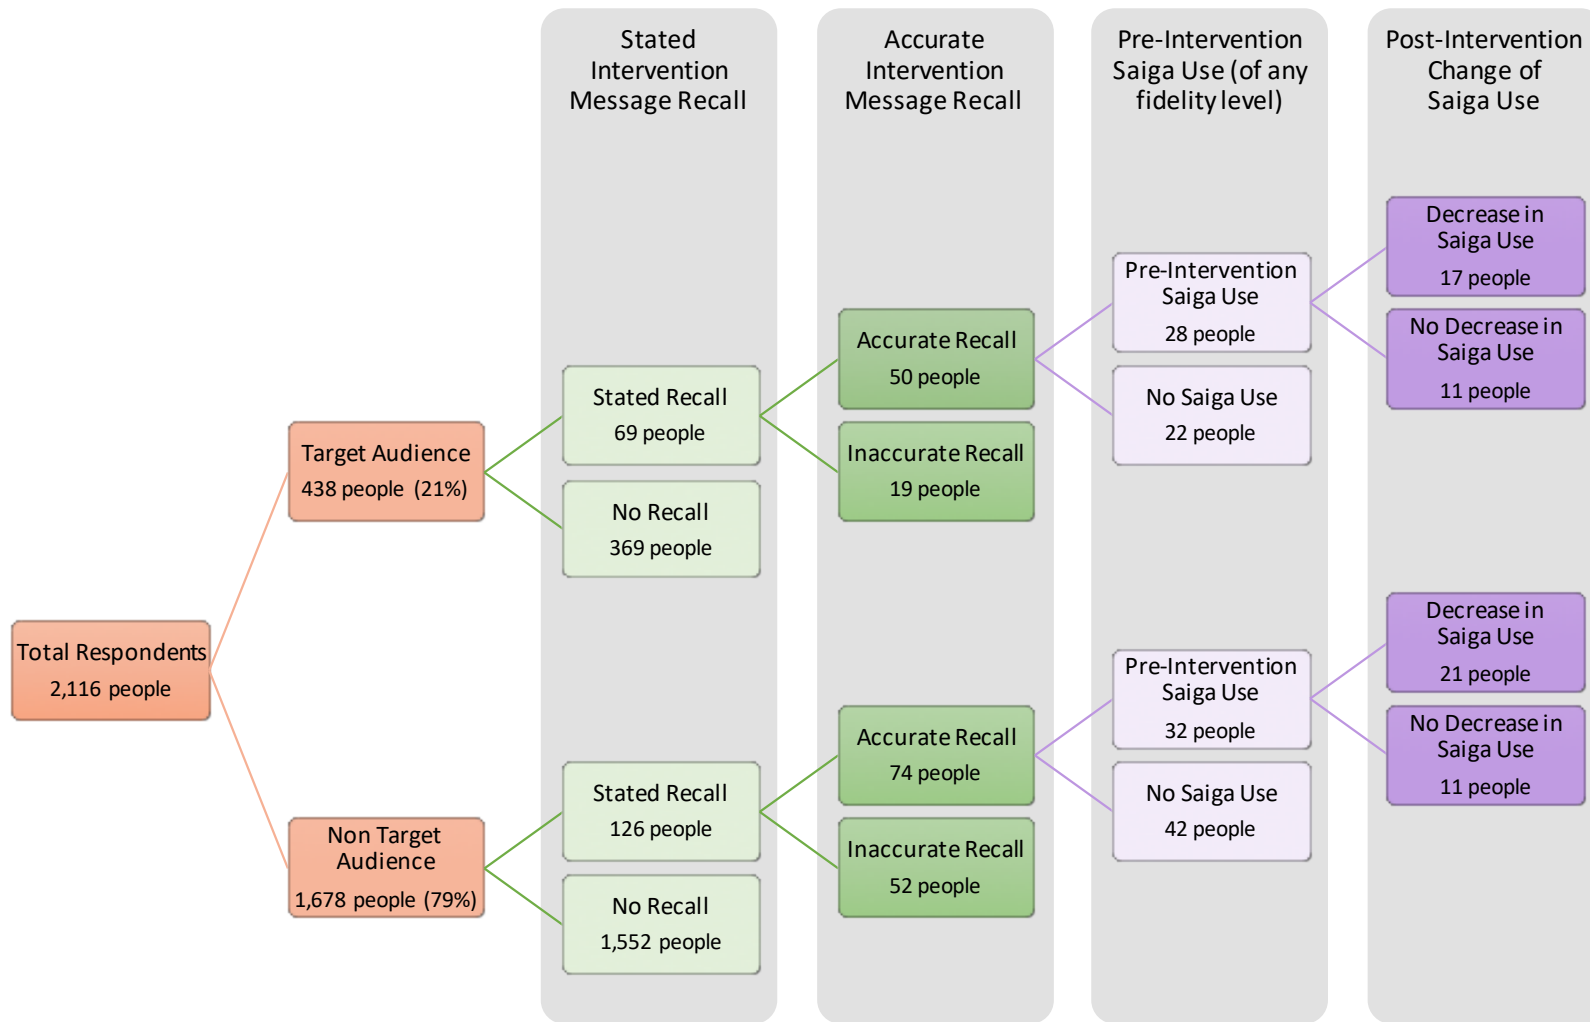 Stated
Intervention
Message Recall
Accurate
Intervention
Message Recall
Pre-Intervention
Saiga Use (of any
fidelity level)
Post-Intervention
Change of
Saiga Use
Total Respondents
2,116 people
Target Audience
438 people (21%)
Non Target
Audience
1,678 people (79%)
Stated Recall
69 people
No Recall
369 people
Stated Recall
126 people
No Recall
1,552 people
Accurate Recall
50 people
Inaccurate Recall
19 people
Accurate Recall
74 people
Inaccurate Recall
52 people
Pre-Intervention
Saiga Use
28 people
No Saiga Use
22 people
Pre-Intervention
Saiga Use
32 people
No Saiga Use
42 people
Decrease in
Saiga Use
17 people
No Decrease in
Saiga Use
11 people
Decrease in
Saiga Use
21 people
No Decrease in
Saiga Use
11 people